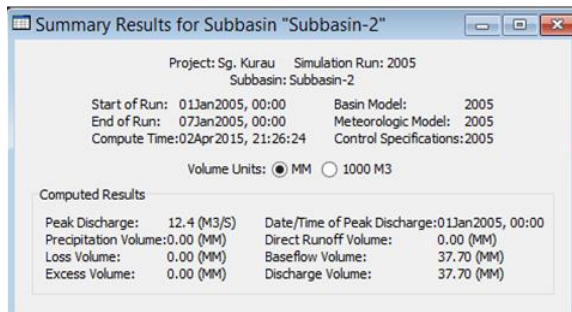 Summary Results for Subbasin "Subbasin-2"
Project: Sg. Kurau Simulation Run: 2005
Subbasin: Subbasin-2
Start of Run: 01Jan2005, 00:00 Basin Model: 2005
End of Run: 07Jan2005, 00:00 Meteorologic Model: 2005
Compute Time:02Apr2015, 21:26:24 Control Specifications:2005
Volume Units: MM 1000 M3
Computed Results
Peak Discharge: 12.4 (M3/S) Date/Time of Peak Discharge:01Jan2005, 00:00
Precipitation Volume:0.00 (MM) Direct Runoff Volume: 0.00 (MM)
Loss Volume: 0.00 (MM) Baseflow Volume: 37.70 (MM)
Excess Volume: 0.00 (MM) Discharge Volume: 37.70 (MM)